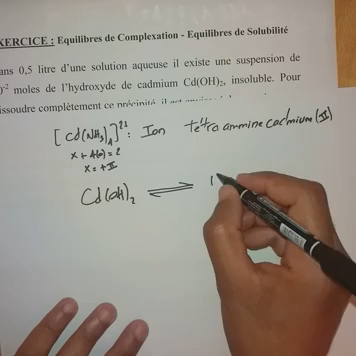 XERCICE : Equilibres de Complexation - Equilibres de Solubilité
ans 0,5 litre d'une solution aqueuse il existe une suspension de
)⁻² moles de l'hydroxyde de cadmium Cd(OH)₂, insoluble. Pour
issoudre complètement ce précipité, il
[Cd(NH₃)₄]²⁺ : Ion tétra ammine cadmium (II)
x + 4(0) = 2
x = +II
Cd(OH)₂ ⇌